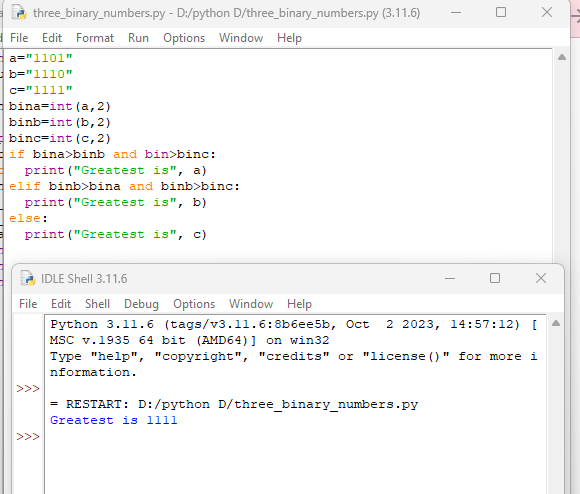 three_binary_numbers.py - D:/python D/three_binary_numbers.py (3.11.6)
File Edit Format Run Options Window Help
a="1101"
b="1110"
c="1111"
bina=int(a,2)
binb=int(b,2)
binc=int(c,2)
if bina>binb and bin>binc:
  print("Greatest is", a)
elif binb>bina and binb>binc:
  print("Greatest is", b)
else:
  print("Greatest is", c)
IDLE Shell 3.11.6
File Edit Shell Debug Options Window Help
Python 3.11.6 (tags/v3.11.6:8b6ee5b, Oct  2 2023, 14:57:12) [
MSC v.1935 64 bit (AMD64)] on win32
Type "help", "copyright", "credits" or "license()" for more i
nformation.
>>>
= RESTART: D:/python D/three_binary_numbers.py
Greatest is 1111
>>>